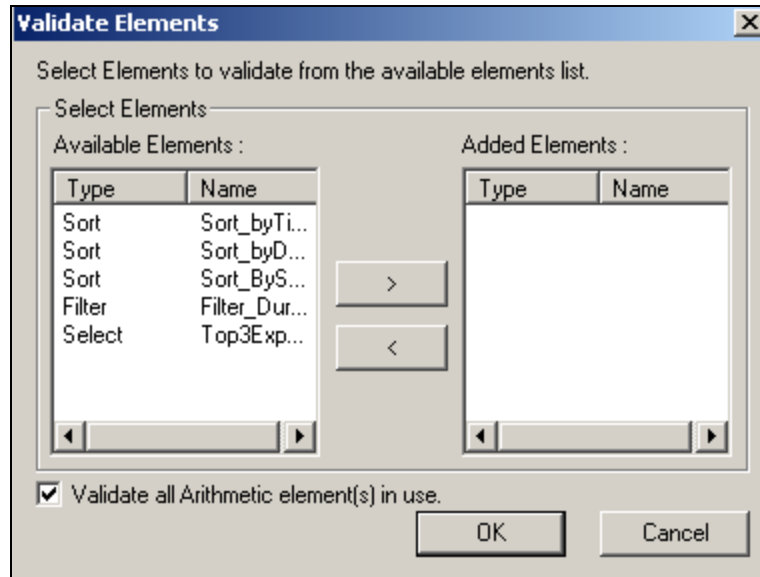 Validate Elements
Select Elements to validate from the available elements list.
Select Elements
Available Elements :
Added Elements :
Type Name
Type Name
Sort Sort_byTi...
Sort Sort_byD...
Sort Sort_ByS...
Filter Filter_Dur...
Select Top3Exp...
>
<
Validate all Arithmetic element(s) in use.
OK Cancel